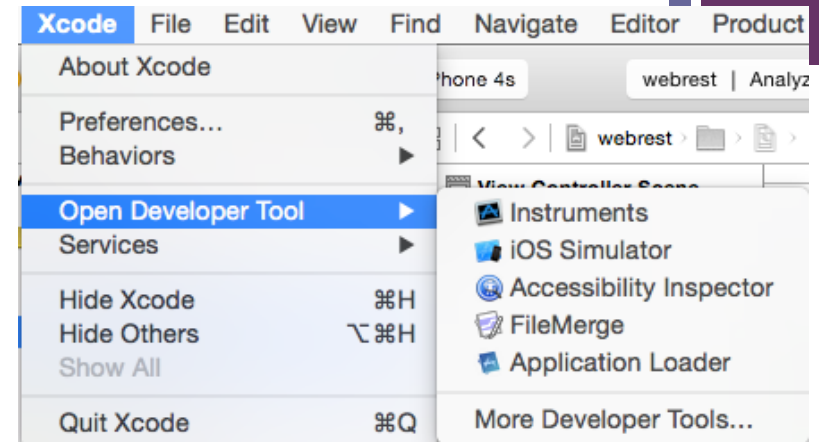 Xcode File Edit View Find Navigate Editor Product
About Xcode
Preferences... ⌘,
Behaviors ▶
Open Developer Tool ▶
Services ▶
Hide Xcode ⌘H
Hide Others ⌥⌘H
Show All
Quit Xcode ⌘Q
hone 4s
webrest | Analyz
webrest
View Controller Scene
Instruments
iOS Simulator
Accessibility Inspector
FileMerge
Application Loader
More Developer Tools...